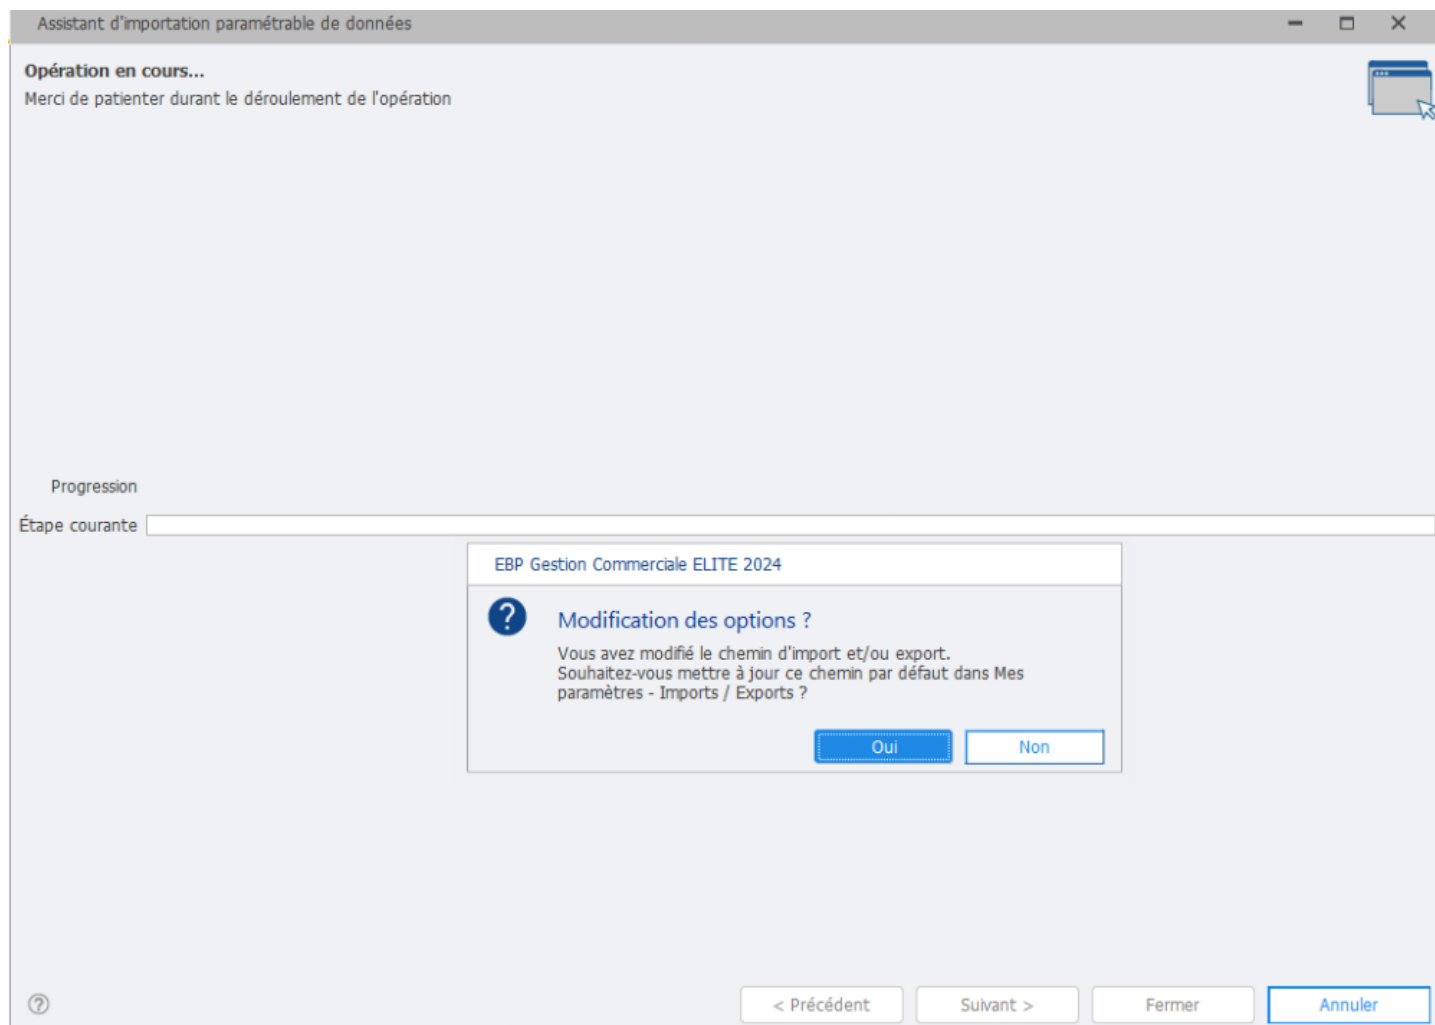 Assistant d'importation paramétrable de données
Opération en cours...
Merci de patienter durant le déroulement de l'opération
Progression
Étape courante
EBP Gestion Commerciale ELITE 2024
?
Modification des options ?
Vous avez modifié le chemin d'import et/ou export.
Souhaitez-vous mettre à jour ce chemin par défaut dans Mes
paramètres - Imports / Exports ?
Oui
Non
?
< Précédent
Suivant >
Fermer
Annuler